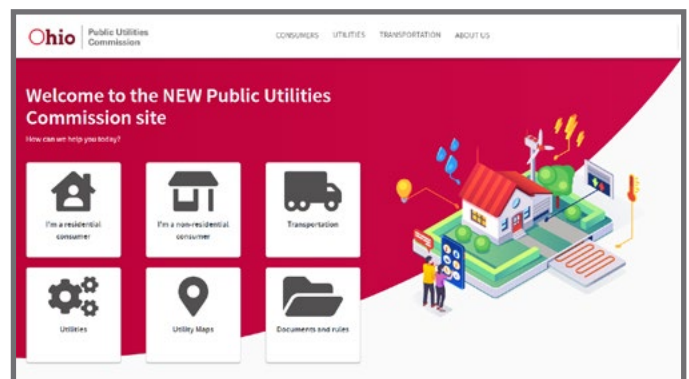 Ohio
Public Utilities
Commission
CONSUMERS UTILITIES TRANSPORTATION ABOUT US
Welcome to the NEW Public Utilities
Commission site
How can we help you today?
I'm a residential
consumer
I'm a non-residential
consumer
Transportation
Utilities
Utility Maps
Documents and rules